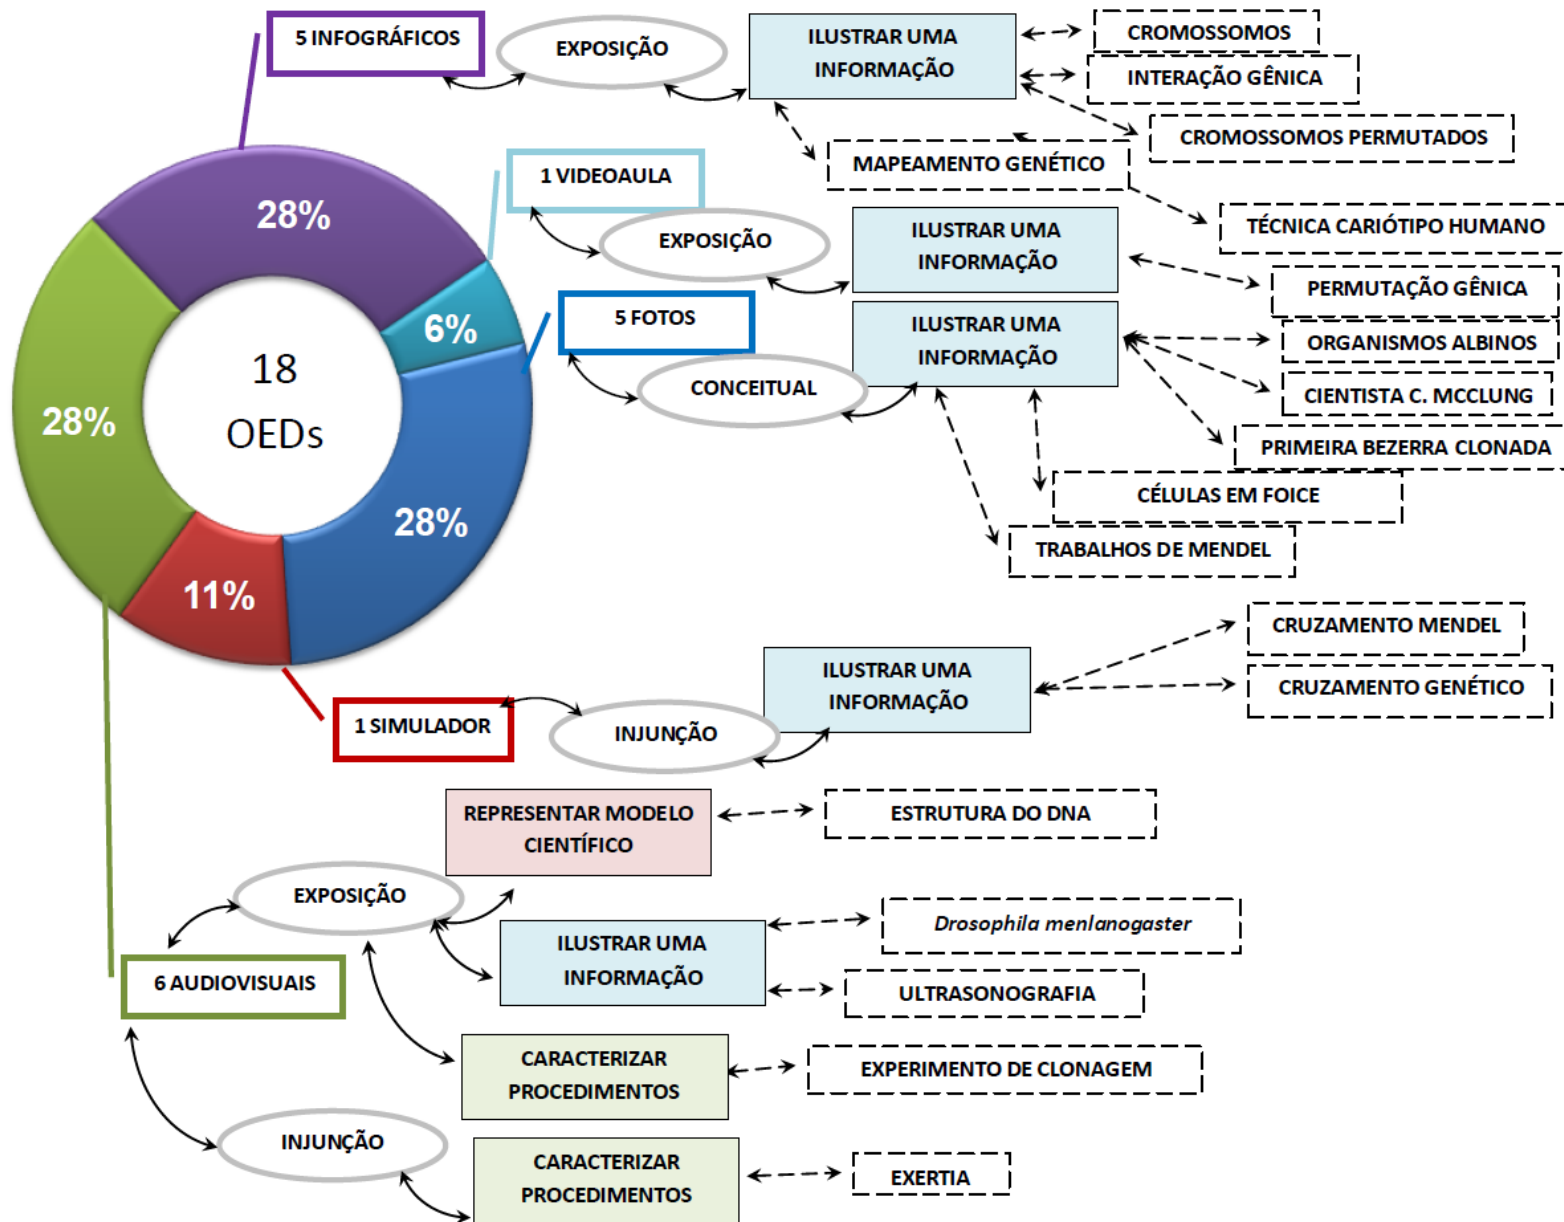 5 INFOGRÁFICOS
EXPOSIÇÃO
ILUSTRAR UMA
INFORMAÇÃO
CROMOSSOMOS
INTERAÇÃO GÊNICA
CROMOSSOMOS PERMUTADOS
MAPEAMENTO GENÉTICO
TÉCNICA CARIÓTIPO HUMANO
1 VIDEOAULA
EXPOSIÇÃO
ILUSTRAR UMA
INFORMAÇÃO
PERMUTAÇÃO GÊNICA
5 FOTOS
CONCEITUAL
ILUSTRAR UMA
INFORMAÇÃO
ORGANISMOS ALBINOS
CIENTISTA C. MCCLUNG
PRIMEIRA BEZERRA CLONADA
CÉLULAS EM FOICE
TRABALHOS DE MENDEL
28%
6%
28%
11%
28%
18
OEDs
1 SIMULADOR
INJUNÇÃO
ILUSTRAR UMA
INFORMAÇÃO
CRUZAMENTO MENDEL
CRUZAMENTO GENÉTICO
6 AUDIOVISUAIS
EXPOSIÇÃO
REPRESENTAR MODELO
CIENTÍFICO
ESTRUTURA DO DNA
ILUSTRAR UMA
INFORMAÇÃO
Drosophila menlanogaster
ULTRASONOGRAFIA
CARACTERIZAR
PROCEDIMENTOS
EXPERIMENTO DE CLONAGEM
INJUNÇÃO
CARACTERIZAR
PROCEDIMENTOS
EXERTIA